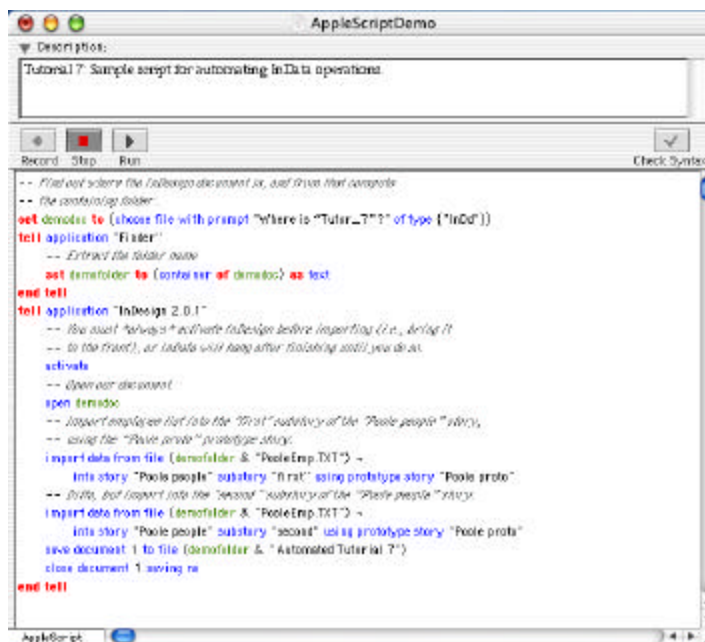 AppleScriptDemo
Description:
Tutorial 7: Sample script for automating InData operations.
Record Stop Run
Check Syntax
-- Find out where the InDesign document is, and from that compute
-- the containing folder.
set demodoc to (choose file with prompt "Where is “Tutor_7”?" of type {"InDd"})
tell application "Finder"
-- Extract the folder name
set demofolder to (container of demodoc) as text
end tell
tell application "InDesign 2.0.1"
-- You must *always* activate InDesign before importing (i.e., bring it
-- to the front), or InData will hang after finishing until you do so.
activate
-- Open our document
open demodoc
-- Import employee list into the "first" substory of the "Poole people" story,
-- using the "Poole proto" prototype story.
import data from file (demofolder & "PooleEmp.TXT") ¬
into story "Poole people" substory "first" using prototype story "Poole proto"
-- Ditto, but import into the "second" substory of the "Poole people" story.
import data from file (demofolder & "PooleEmp.TXT") ¬
into story "Poole people" substory "second" using prototype story "Poole proto"
save document 1 to file (demofolder & "Automated Tutorial 7")
close document 1 saving no
end tell
AppleScript